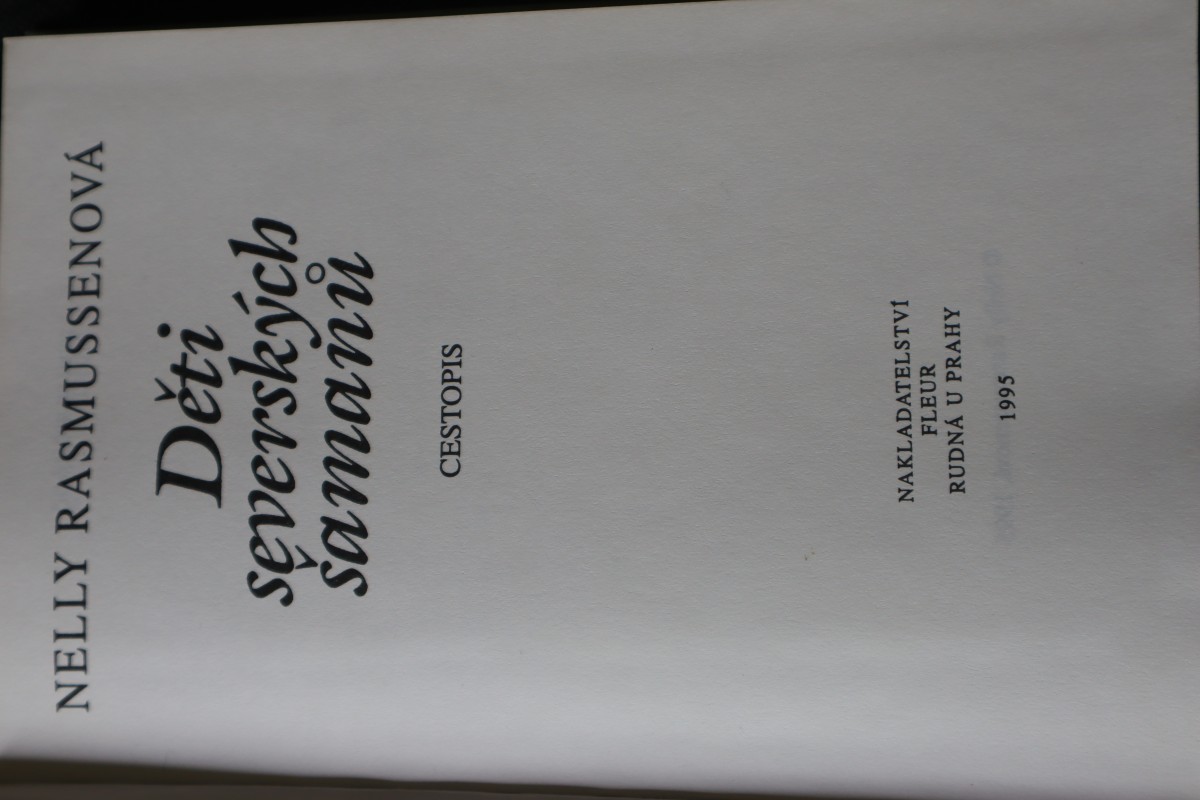 NELLY RASMUSSENOVÁ
Děti
severských
šamanů
CESTOPIS
NAKLADATELSTVÍ
FLEUR
RUDNÁ U PRAHY
1995